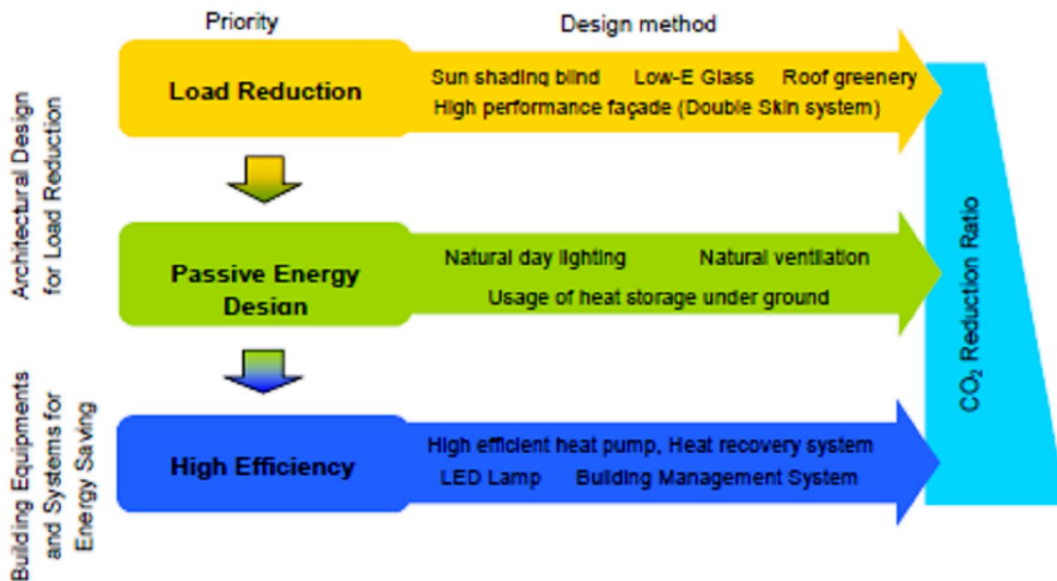 Priority
Design method
Architectural Design
for Load Reduction
Load Reduction
Sun shading blind Low-E Glass Roof greenery
High performance façade (Double Skin system)
Passive Energy
Design
Natural day lighting Natural ventilation
Usage of heat storage under ground
Building Equipments
and Systems for
Energy Saving
High Efficiency
High efficient heat pump, Heat recovery system
LED Lamp Building Management System
CO₂ Reduction Ratio